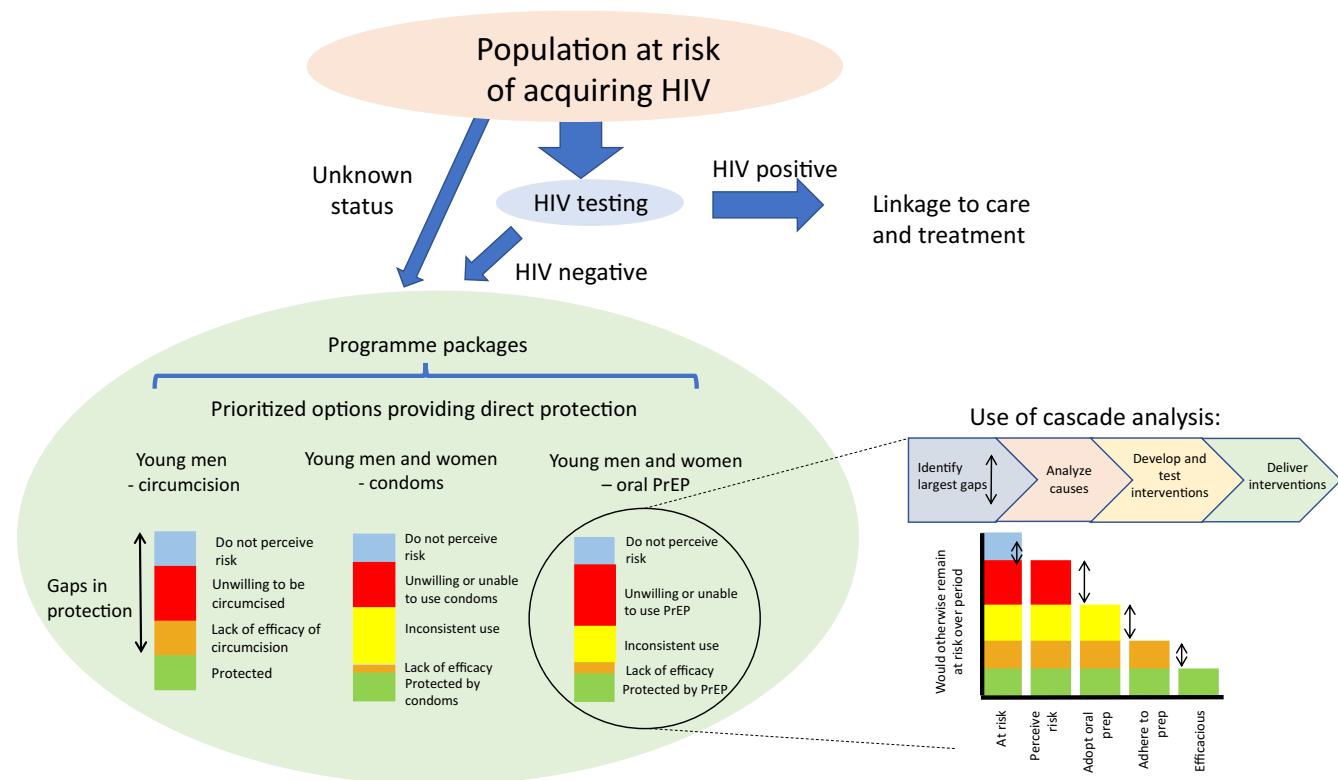 Population at risk
of acquiring HIV
Unknown
status
HIV testing
HIV positive
Linkage to care
and treatment
HIV negative
Programme packages
Prioritized options providing direct protection
Young men
- circumcision
Young men and women
- condoms
Young men and women
– oral PrEP
Gaps in
protection
Do not perceive
risk
Unwilling to be
circumcised
Lack of efficacy of
circumcision
Protected
Do not perceive
risk
Unwilling or unable
to use condoms
Inconsistent use
Lack of efficacy
Protected by
condoms
Do not perceive
risk
Unwilling or unable
to use PrEP
Inconsistent use
Lack of efficacy
Protected by PrEP
Use of cascade analysis:
Identify
largest gaps
Analyze
causes
Develop and
test
interventions
Deliver
interventions
Would otherwise remain
at risk over period
At risk
Perceive
risk
Adopt oral
prep
Adhere to
prep
Efficacious